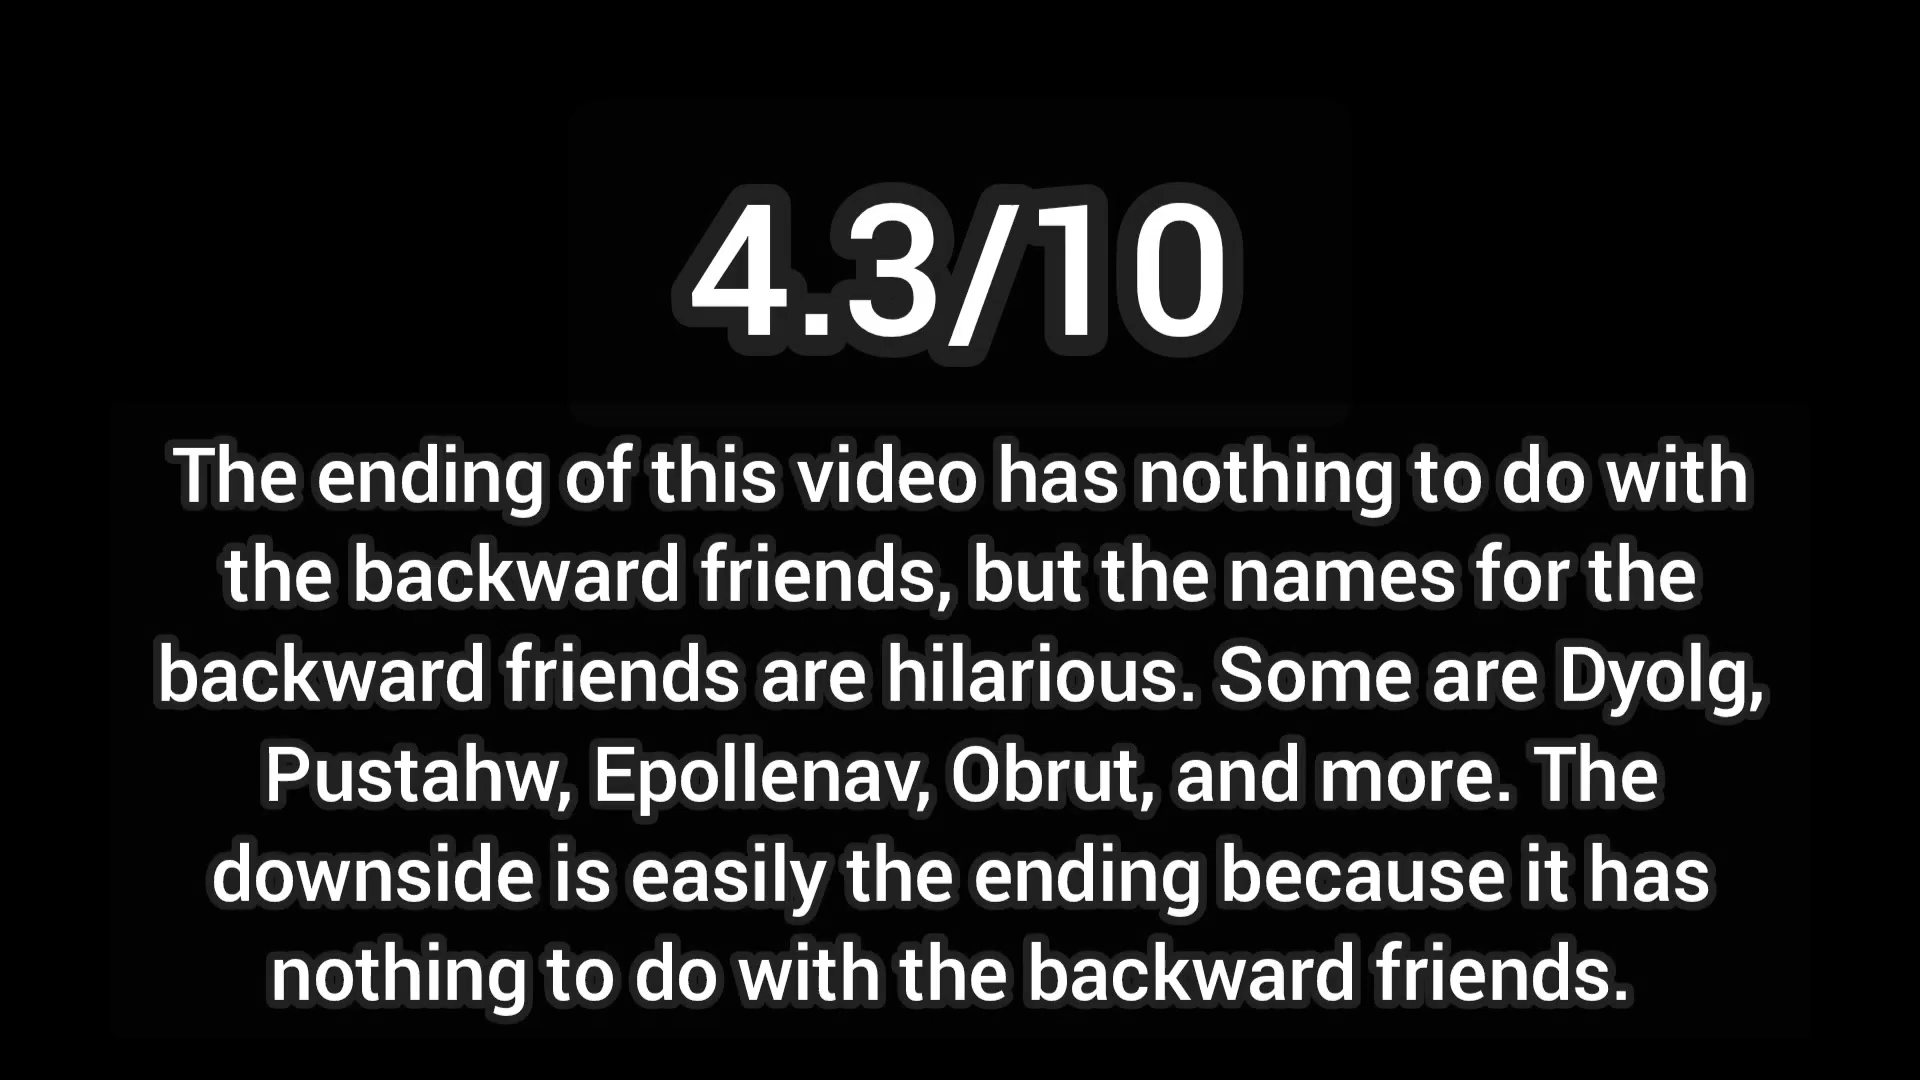 4.3/10
The ending of this video has nothing to do with
the backward friends, but the names for the
backward friends are hilarious. Some are Dyolg,
Pustahw, Epollenav, Obrut, and more. The
downside is easily the ending because it has
nothing to do with the backward friends.